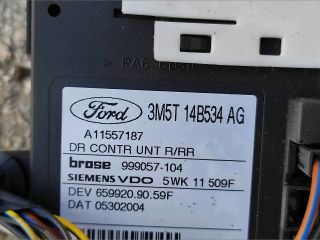 Ford 3M5T 14B534 AG
A11557187
DR CONTR UNIT R/RR
brose 999057-104
SIEMENS VDO 5WK 11 509F
DEV 659920.90.59F
DAT 05302004